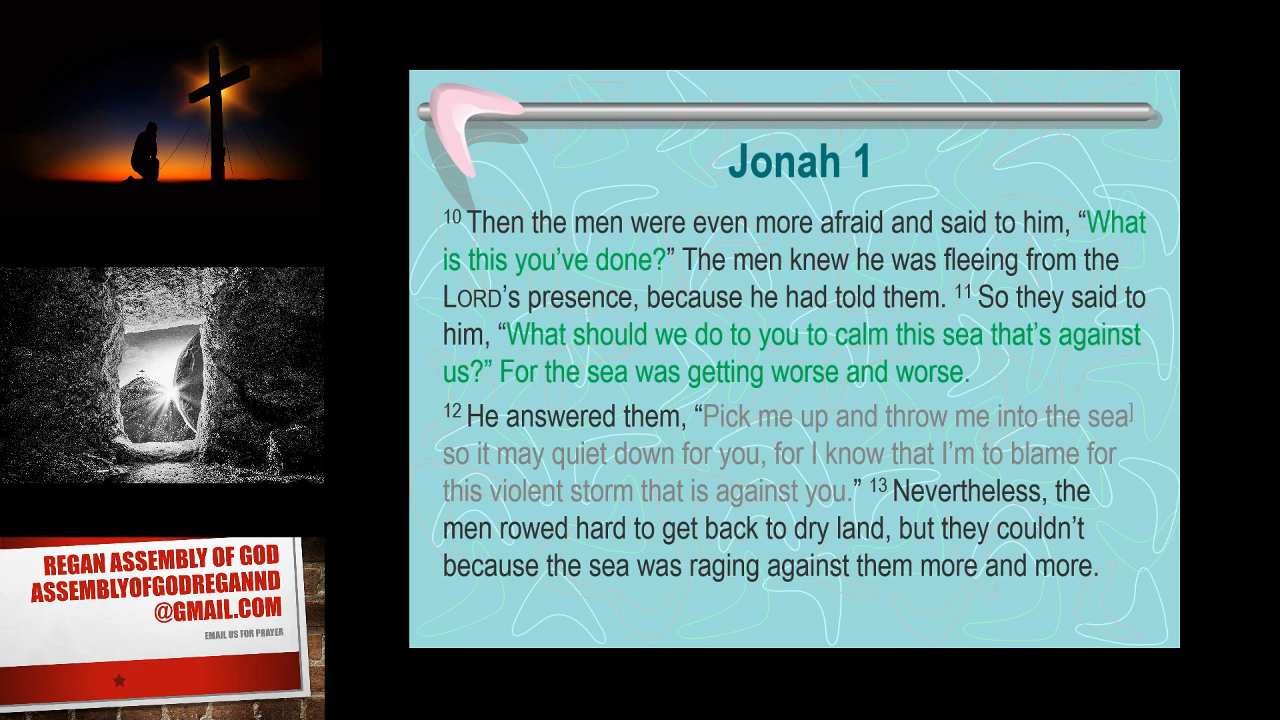 Jonah 1
10 Then the men were even more afraid and said to him, “What
is this you’ve done?” The men knew he was fleeing from the
LORD’s presence, because he had told them. 11 So they said to
him, “What should we do to you to calm this sea that’s against
us?” For the sea was getting worse and worse.
12 He answered them, “Pick me up and throw me into the sea]
so it may quiet down for you, for I know that I’m to blame for
this violent storm that is against you.” 13 Nevertheless, the
men rowed hard to get back to dry land, but they couldn’t
because the sea was raging against them more and more.
REGAN ASSEMBLY OF GOD
ASSEMBLYOFGODREGANND
@GMAIL.COM
EMAIL US FOR PRAYER